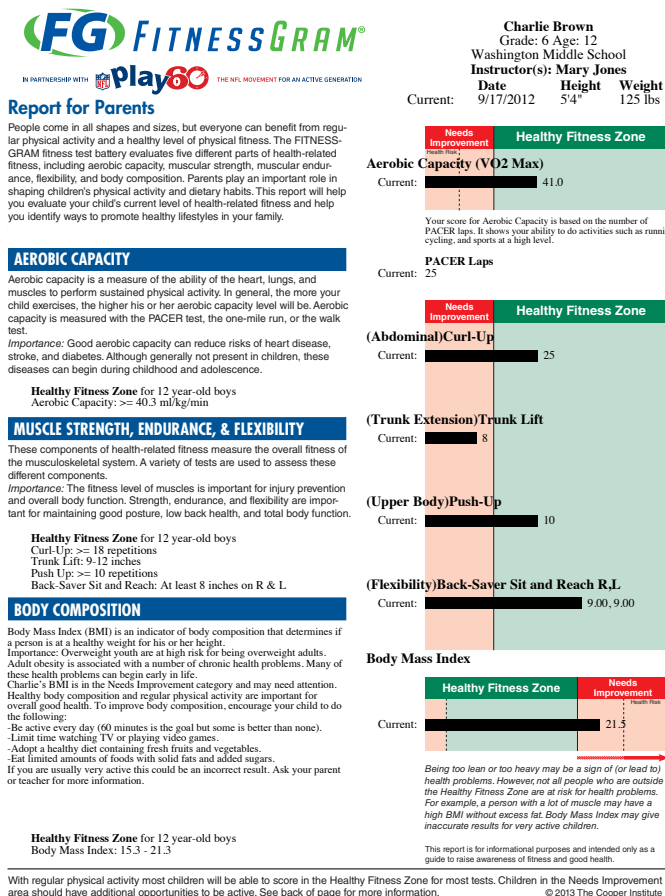 FG FITNESSGRAM®
IN PARTNERSHIP WITH NFL play60 THE NFL MOVEMENT FOR AN ACTIVE GENERATION
Charlie Brown
Grade: 6 Age: 12
Washington Middle School
Instructor(s): Mary Jones
Date Height Weight
Current: 9/17/2012 5'4" 125 lbs
Report for Parents
People come in all shapes and sizes, but everyone can benefit from regu-
lar physical activity and a healthy level of physical fitness. The FITNESS-
GRAM fitness test battery evaluates five different parts of health-related
fitness, including aerobic capacity, muscular strength, muscular endur-
ance, flexibility, and body composition. Parents play an important role in
shaping children's physical activity and dietary habits. This report will help
you evaluate your child's current level of health-related fitness and help
you identify ways to promote healthy lifestyles in your family.
AEROBIC CAPACITY
Aerobic capacity is a measure of the ability of the heart, lungs, and
muscles to perform sustained physical activity. In general, the more your
child exercises, the higher his or her aerobic capacity level will be. Aerobic
capacity is measured with the PACER test, the one-mile run, or the walk
test.
Importance: Good aerobic capacity can reduce risks of heart disease,
stroke, and diabetes. Although generally not present in children, these
diseases can begin during childhood and adolescence.
Healthy Fitness Zone for 12 year-old boys
Aerobic Capacity: >= 40.3 ml/kg/min
MUSCLE STRENGTH, ENDURANCE, & FLEXIBILITY
These components of health-related fitness measure the overall fitness of
the musculoskeletal system. A variety of tests are used to assess these
different components.
Importance: The fitness level of muscles is important for injury prevention
and overall body function. Strength, endurance, and flexibility are impor-
tant for maintaining good posture, low back health, and total body function.
Healthy Fitness Zone for 12 year-old boys
Curl-Up: >= 18 repetitions
Trunk Lift: 9-12 inches
Push Up: >= 10 repetitions
Back-Saver Sit and Reach: At least 8 inches on R & L
BODY COMPOSITION
Body Mass Index (BMI) is an indicator of body composition that determines if
a person is at a healthy weight for his or her height.
Importance: Overweight youth are at high risk for being overweight adults.
Adult obesity is associated with a number of chronic health problems. Many of
these health problems can begin early in life.
Charlie's BMI is in the Needs Improvement category and may need attention.
Healthy body composition and regular physical activity are important for
overall good health. To improve body composition, encourage your child to do
the following:
-Be active every day (60 minutes is the goal but some is better than none).
-Limit time watching TV or playing video games.
-Adopt a healthy diet containing fresh fruits and vegetables.
-Eat limited amounts of foods with solid fats and added sugars.
If you are usually very active this could be an incorrect result. Ask your parent
or teacher for more information.
Healthy Fitness Zone for 12 year-old boys
Body Mass Index: 15.3 - 21.3
Needs Improvement
Healthy Fitness Zone
Health Risk
Aerobic Capacity (VO2 Max)
Current: 41.0
Your score for Aerobic Capacity is based on the number of
PACER laps. It shows your ability to do activities such as runni
cycling, and sports at a high level.
PACER Laps
Current: 25
Needs Improvement
Healthy Fitness Zone
(Abdominal)Curl-Up
Current: 25
(Trunk Extension)Trunk Lift
Current: 8
(Upper Body)Push-Up
Current: 10
(Flexibility)Back-Saver Sit and Reach R,L
Current: 9.00, 9.00
Body Mass Index
Healthy Fitness Zone
Needs Improvement
Health Risk
Current: 21.5
Being too lean or too heavy may be a sign of (or lead to)
health problems. However, not all people who are outside
the Healthy Fitness Zone are at risk for health problems.
For example, a person with a lot of muscle may have a
high BMI without excess fat. Body Mass Index may give
inaccurate results for very active children.
This report is for informational purposes and intended only as a
guide to raise awareness of fitness and good health.
With regular physical activity most children will be able to score in the Healthy Fitness Zone for most tests. Children in the Needs Improvement
area should have additional opportunities to be active. See back of page for more information. © 2013 The Cooper Institute